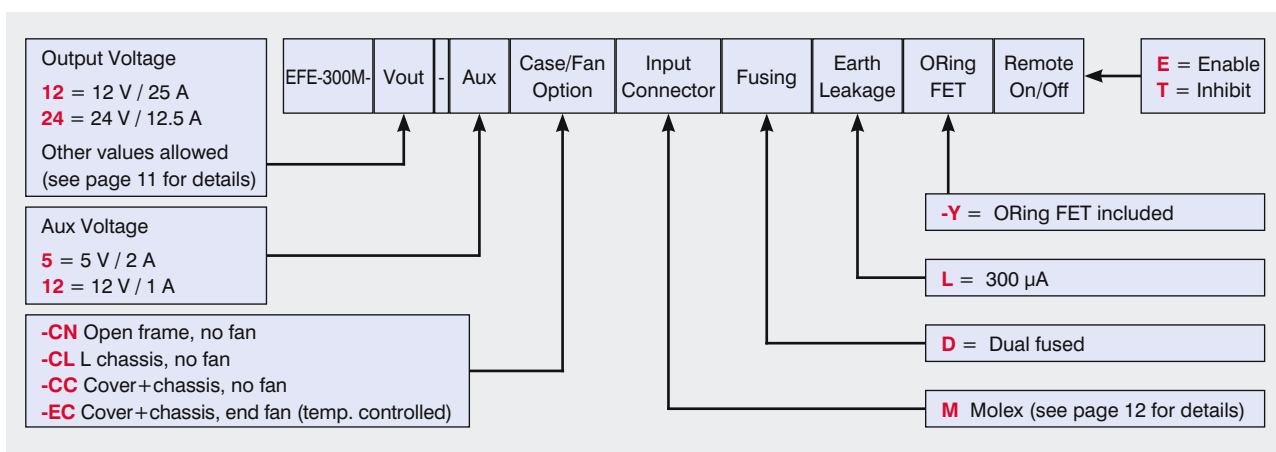 Output Voltage
12 = 12 V / 25 A
24 = 24 V / 12.5 A
Other values allowed
(see page 11 for details)
Aux Voltage
5 = 5 V / 2 A
12 = 12 V / 1 A
-CN Open frame, no fan
-CL L chassis, no fan
-CC Cover+chassis, no fan
-EC Cover+chassis, end fan (temp. controlled)
EFE-300M-
Vout
-
Aux
Case/Fan
Option
Input
Connector
Fusing
Earth
Leakage
ORing
FET
Remote
On/Off
E = Enable
T = Inhibit
-Y = ORing FET included
L = 300 µA
D = Dual fused
M Molex (see page 12 for details)